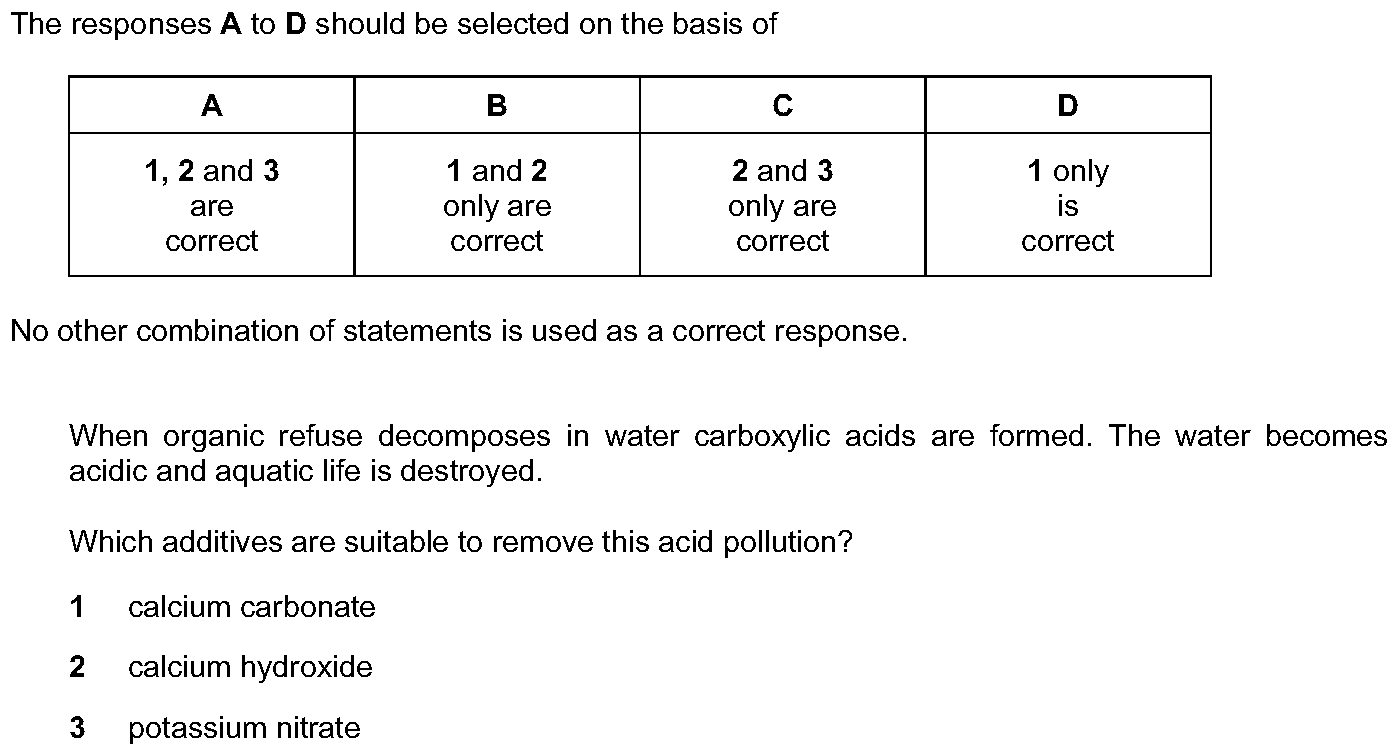 The responses A to D should be selected on the basis of
A B C D
1, 2 and 3 are correct
1 and 2 only are correct
2 and 3 only are correct
1 only is correct
No other combination of statements is used as a correct response.
When organic refuse decomposes in water carboxylic acids are formed. The water becomes
acidic and aquatic life is destroyed.
Which additives are suitable to remove this acid pollution?
1 calcium carbonate
2 calcium hydroxide
3 potassium nitrate